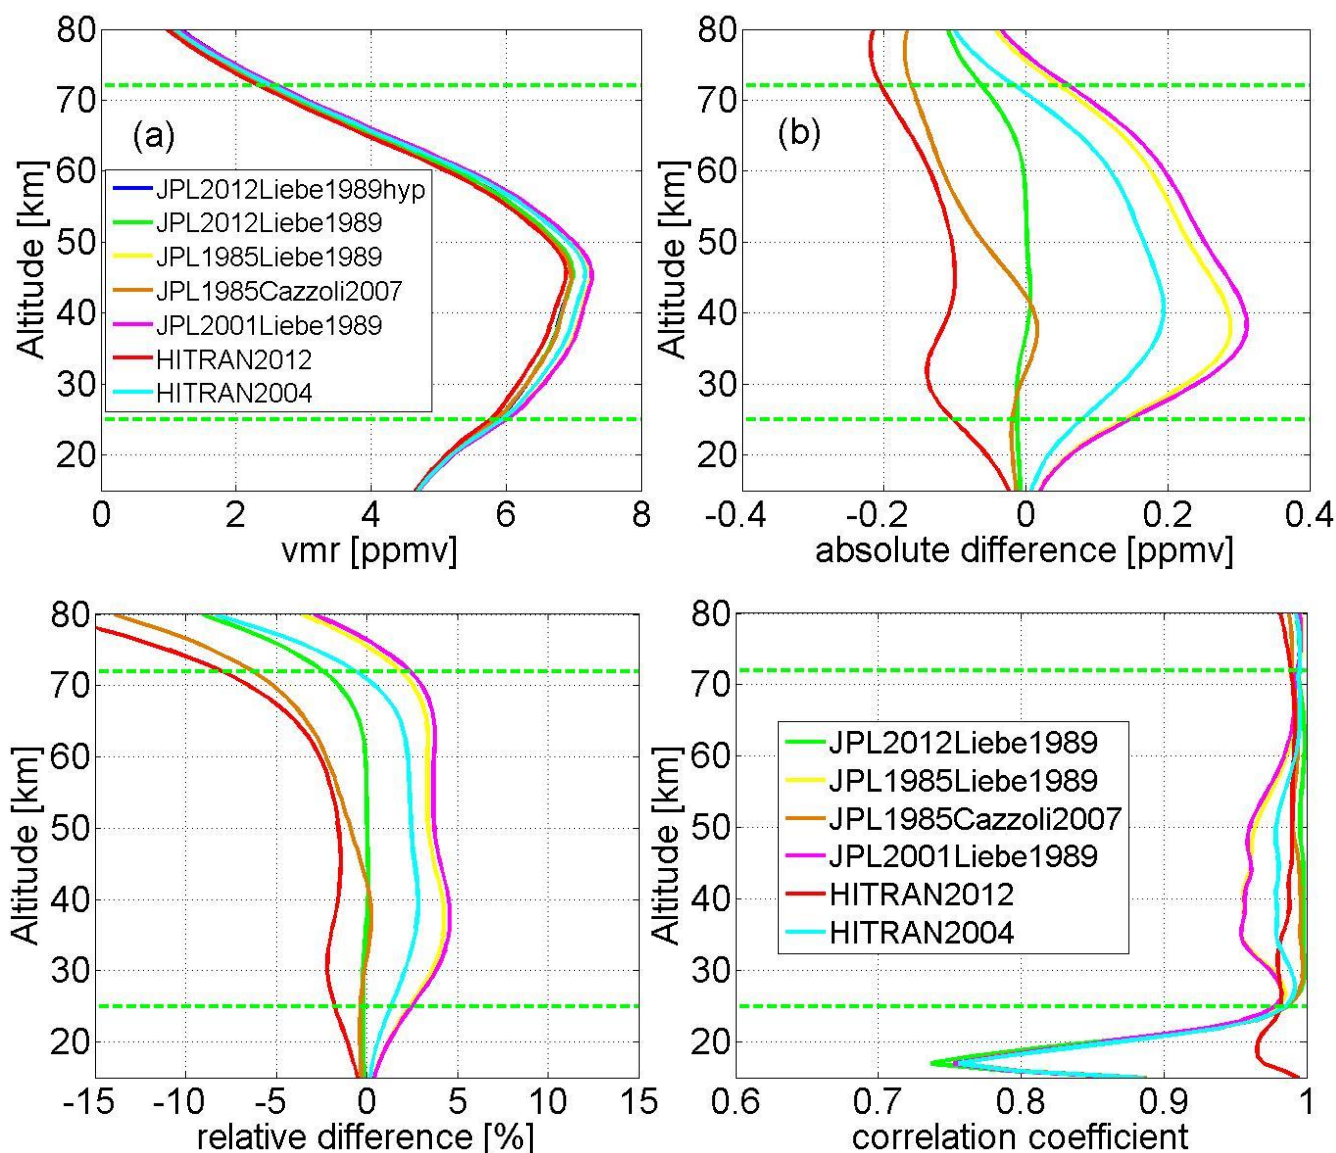 80
70
60
50
40
30
20
Altitude [km]
(a)
JPL2012Liebe1989hyp
JPL2012Liebe1989
JPL1985Liebe1989
JPL1985Cazzoli2007
JPL2001Liebe1989
HITRAN2012
HITRAN2004
0 2 4 6 8
vmr [ppmv]
80
70
60
50
40
30
20
Altitude [km]
(b)
-0.4 -0.2 0 0.2 0.4
absolute difference [ppmv]
80
70
60
50
40
30
20
Altitude [km]
-15 -10 -5 0 5 10 15
relative difference [%]
80
70
60
50
40
30
20
Altitude [km]
JPL2012Liebe1989
JPL1985Liebe1989
JPL1985Cazzoli2007
JPL2001Liebe1989
HITRAN2012
HITRAN2004
0.6 0.7 0.8 0.9 1
correlation coefficient